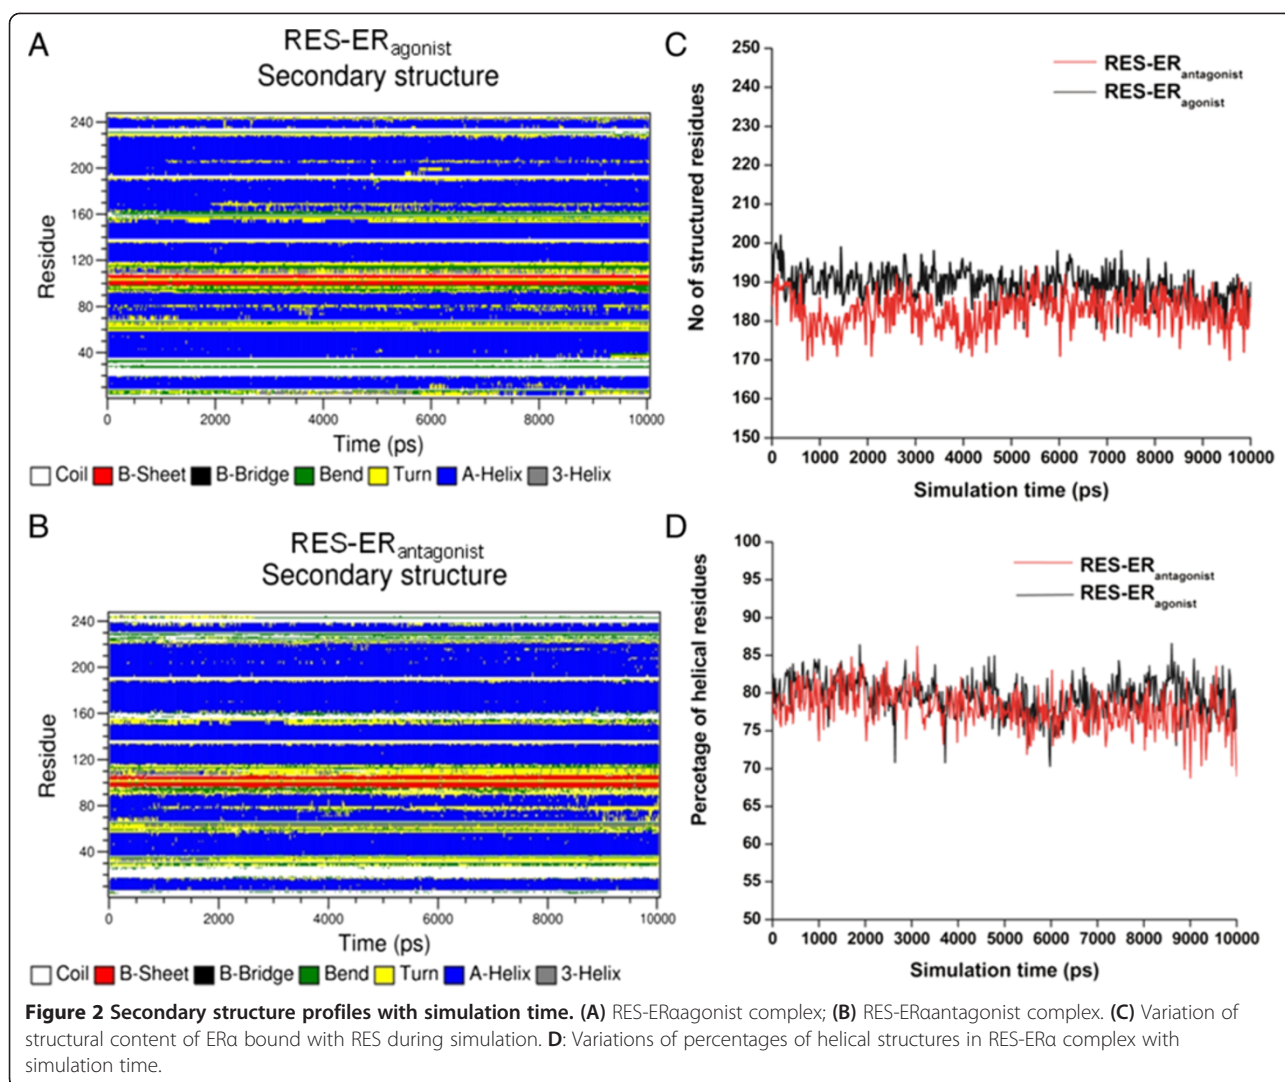 A
RES-ERagonist
Secondary structure
Residue
240
200
160
120
80
40
0 2000 4000 6000 8000 10000
Time (ps)
Coil B-Sheet B-Bridge Bend Turn A-Helix 3-Helix
B
RES-ERantagonist
Secondary structure
Residue
240
200
160
120
80
40
0 2000 4000 6000 8000 10000
Time (ps)
Coil B-Sheet B-Bridge Bend Turn A-Helix 3-Helix
C
RES-ERantagonist
RES-ERagonist
No of structured residues
250
240
230
220
210
200
190
180
170
160
150
0 1000 2000 3000 4000 5000 6000 7000 8000 9000 10000
Simulation time (ps)
D
RES-ERantagonist
RES-ERagonist
Percetage of helical residues
100
95
90
85
80
75
70
65
60
55
50
0 1000 2000 3000 4000 5000 6000 7000 8000 9000 10000
Simulation time (ps)
Figure 2 Secondary structure profiles with simulation time. (A) RES-ERαagonist complex; (B) RES-ERαantagonist complex. (C) Variation of
structural content of ERα bound with RES during simulation. D: Variations of percentages of helical structures in RES-ERα complex with
simulation time.